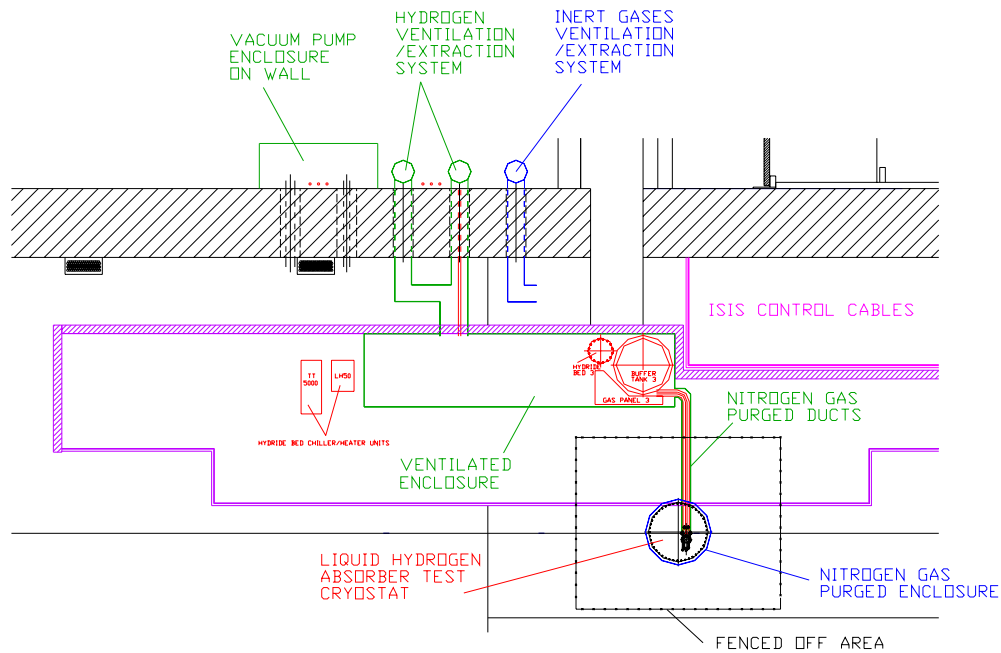 HYDROGEN
VENTILATION
/EXTRACTION
SYSTEM
INERT GASES
VENTILATION
/EXTRACTION
SYSTEM
VACUUM PUMP
ENCLOSURE
ON WALL
ISIS CONTROL CABLES
HYDRIDE
BED 3
BUFFER
TANK 3
TT
5000
LH50
GAS PANEL 3
NITROGEN GAS
PURGED DUCTS
HYDRIDE BED CHILLER/HEATER UNITS
VENTILATED
ENCLOSURE
LIQUID HYDROGEN
ABSORBER TEST
CRYOSTAT
NITROGEN GAS
PURGED ENCLOSURE
FENCED OFF AREA